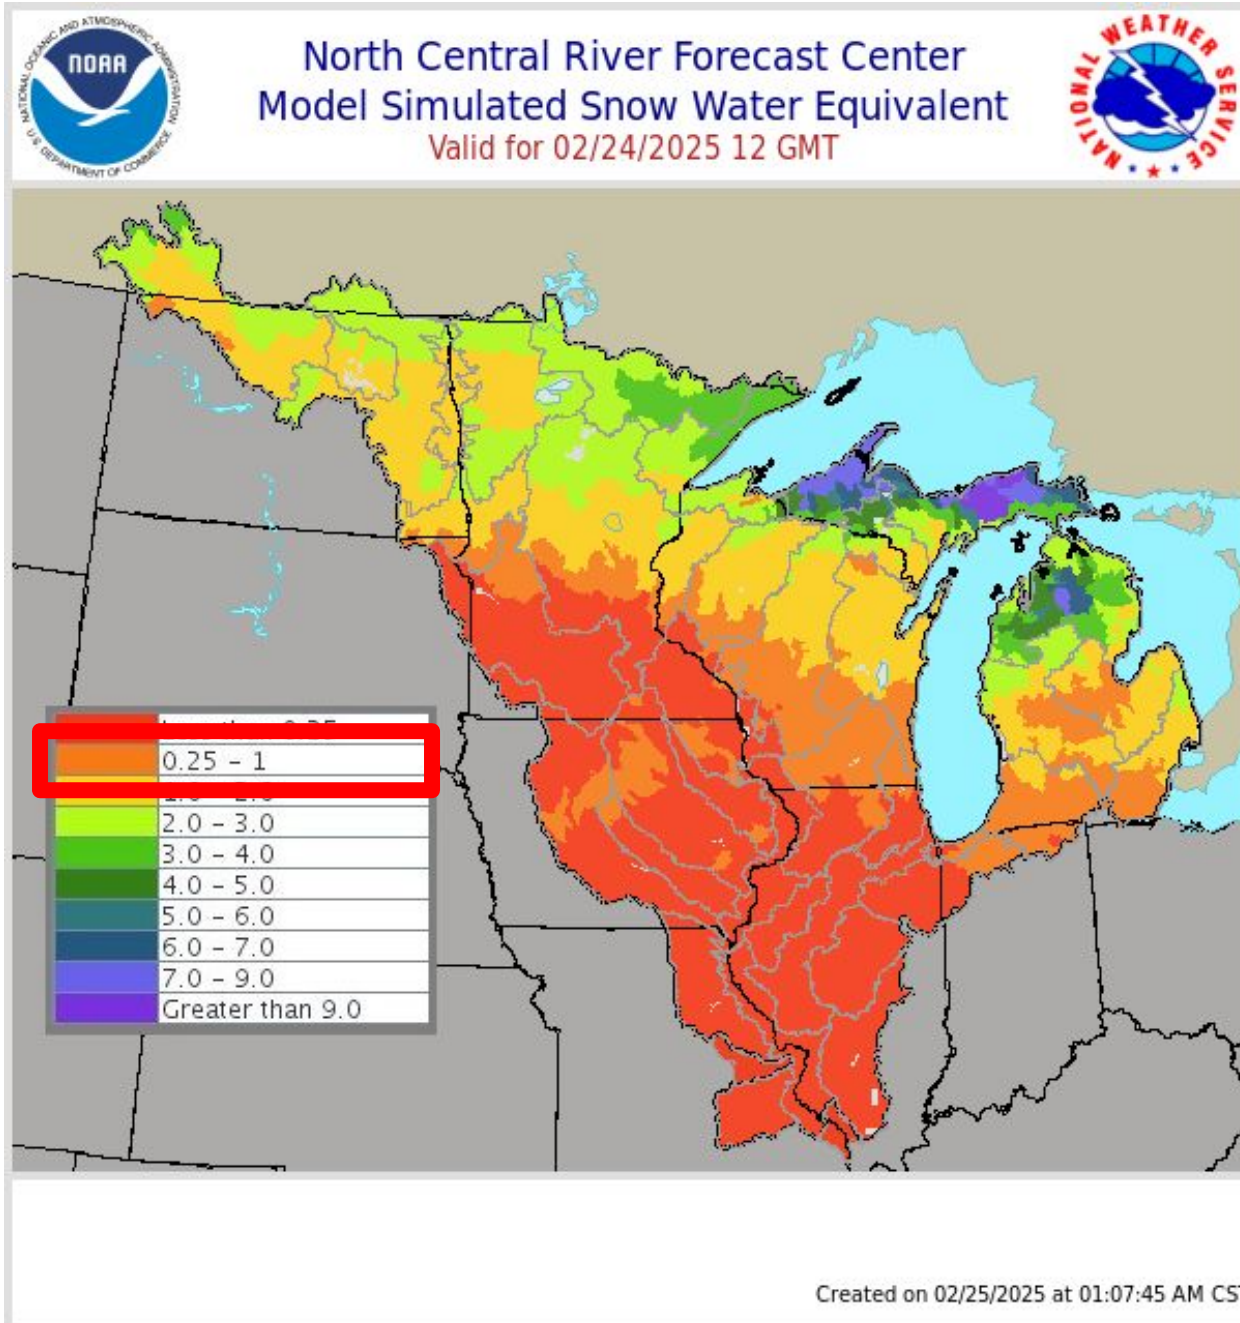 NATIONAL OCEANIC AND ATMOSPHERIC ADMINISTRATION
U.S. DEPARTMENT OF COMMERCE
NOAA
North Central River Forecast Center
Model Simulated Snow Water Equivalent
Valid for 02/24/2025 12 GMT
NATIONAL WEATHER SERVICE
0.25 - 1
2.0 - 3.0
3.0 - 4.0
4.0 - 5.0
5.0 - 6.0
6.0 - 7.0
7.0 - 9.0
Greater than 9.0
Created on 02/25/2025 at 01:07:45 AM CS